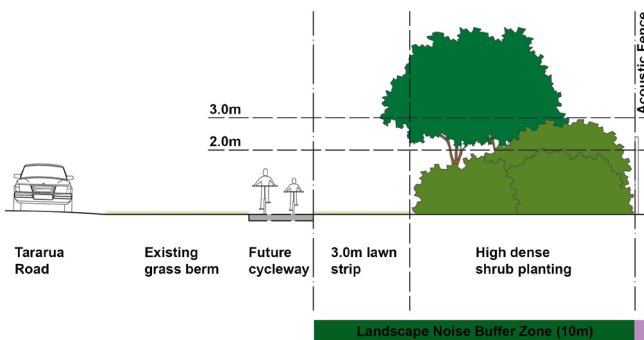 Acoustic Fence
3.0m
2.0m
Tararua
Road
Existing
grass berm
Future
cycleway
3.0m lawn
strip
High dense
shrub planting
Landscape Noise Buffer Zone (10m)